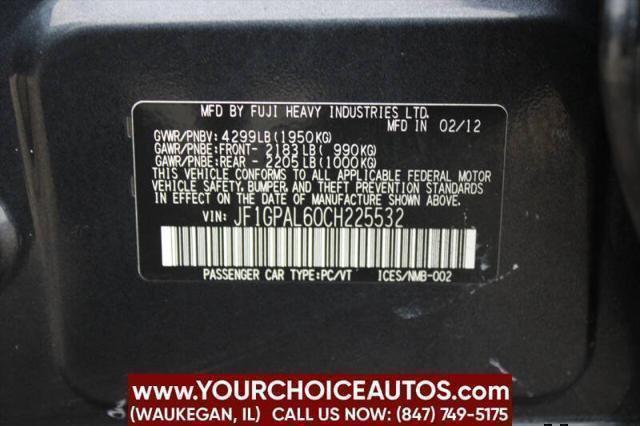 MFD BY FUJI HEAVY INDUSTRIES LTD.
MFD IN 02/12
GVWR/PNBV: 4299LB(1950KG)
GAWR/PNBE:FRONT- 2183LB( 990KG)
GAWR/PNBE:REAR - 2205LB(1000KG)
THIS VEHICLE CONFORMS TO ALL APPLICABLE FEDERAL MOTOR
VEHICLE SAFETY, BUMPER, AND THEFT PREVENTION STANDARDS
IN EFFECT ON THE DATE OF MANUFACTURE SHOWN ABOVE.
VIN: JF1GPAL60CH225532
PASSENGER CAR TYPE:PC/VT ICES/NMB-002
WWW.YOURCHOICEAUTOS.COM
(WAUKEGAN, IL) CALL US FROM HOME: (847) 749-5175